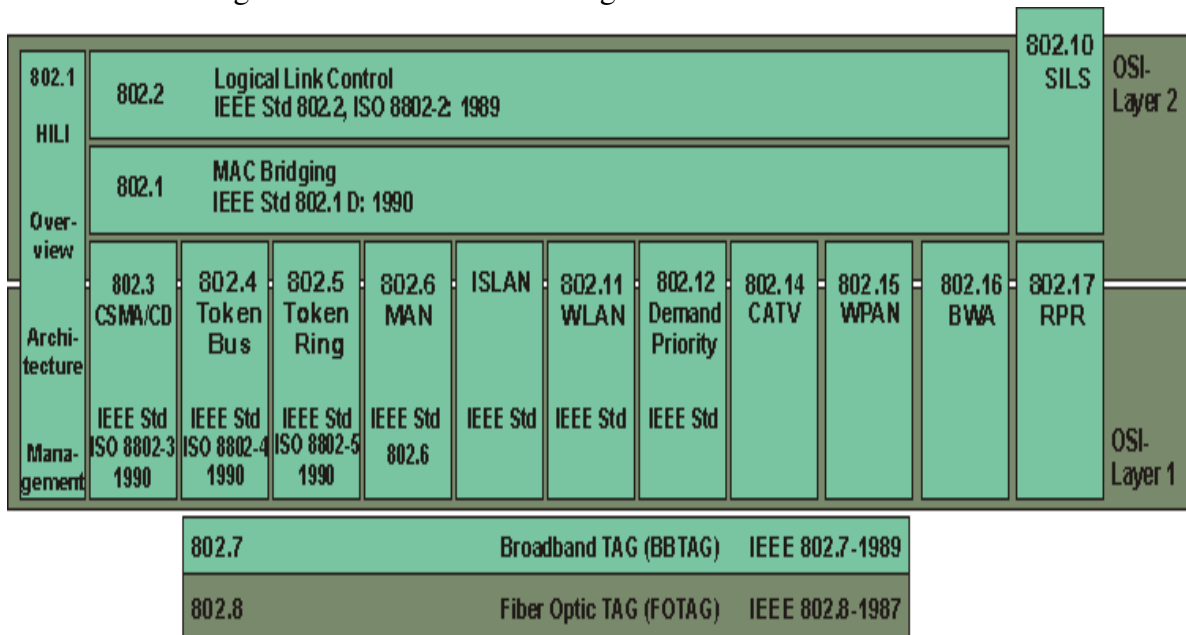 802.1
HILI
Over-
view
Archi-
tecture
Mana-
gement
802.2
Logical Link Control
IEEE Std 802.2, ISO 8802-2: 1989
802.1
MAC Bridging
IEEE Std 802.1 D: 1990
802.10
SILS
OSI-
Layer 2
802.3
CSMA/CD
IEEE Std
ISO 8802-3
1990
802.4
Token
Bus
IEEE Std
ISO 8802-4
1990
802.5
Token
Ring
IEEE Std
ISO 8802-5
1990
802.6
MAN
IEEE Std
802.6
ISLAN
IEEE Std
802.11
WLAN
IEEE Std
802.12
Demand
Priority
IEEE Std
802.14
CATV
802.15
WPAN
802.16
BWA
802.17
RPR
OSI-
Layer 1
802.7 Broadband TAG (BBTAG) IEEE 802.7-1989
802.8 Fiber Optic TAG (FOTAG) IEEE 802.8-1987